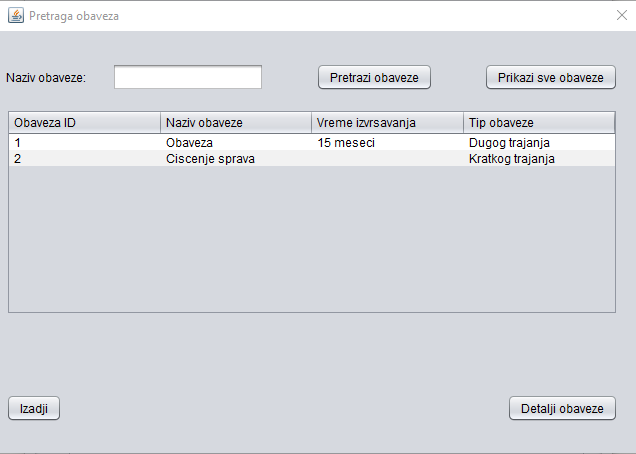 Pretraga obaveza
Naziv obaveze: Pretrazi obaveze Prikazi sve obaveze
Obaveza ID Naziv obaveze Vreme izvrsavanja Tip obaveze
1 Obaveza 15 meseci Dugog trajanja
2 Ciscenje sprava Kratkog trajanja
Izadji Detalji obaveze